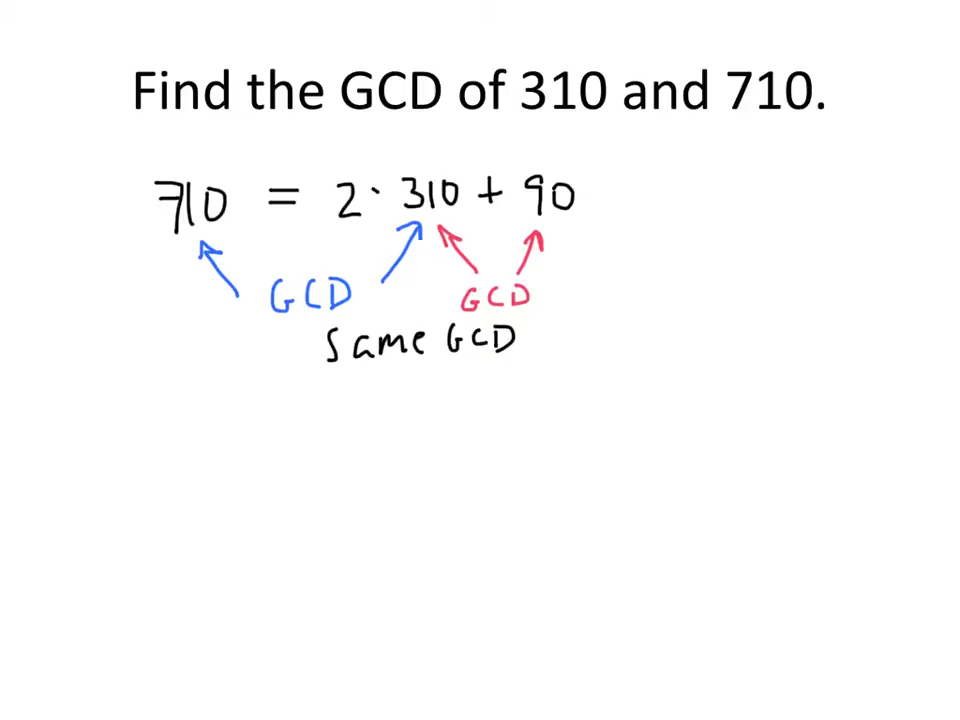 Find the GCD of 310 and 710.
710 = 2 · 310 + 90
GCD GCD
Same GCD